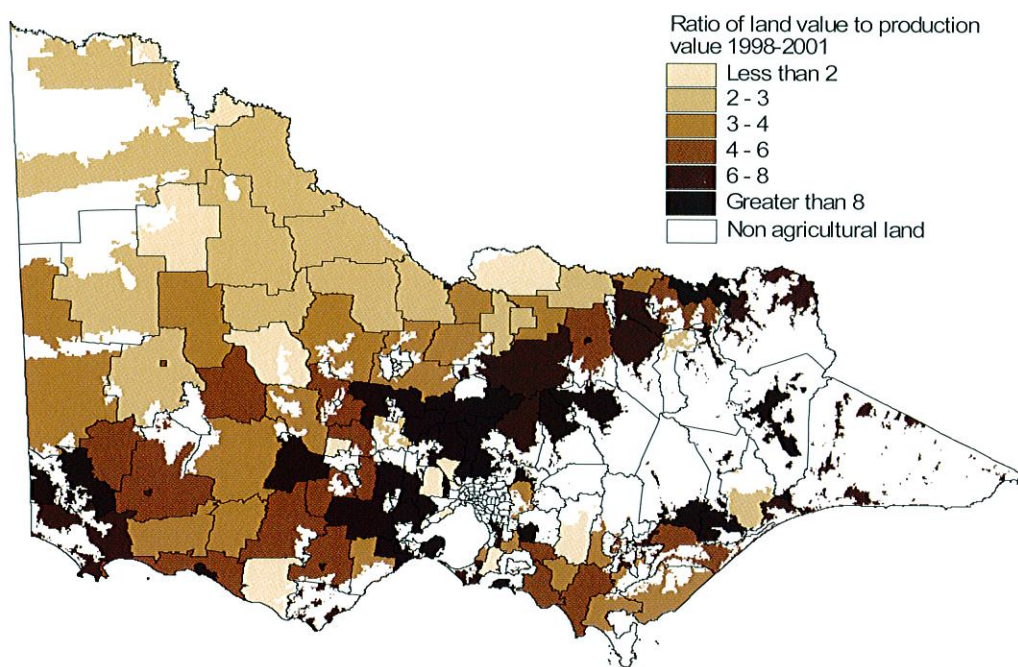 Ratio of land value to production
value 1998-2001
Less than 2
2 - 3
3 - 4
4 - 6
6 - 8
Greater than 8
Non agricultural land